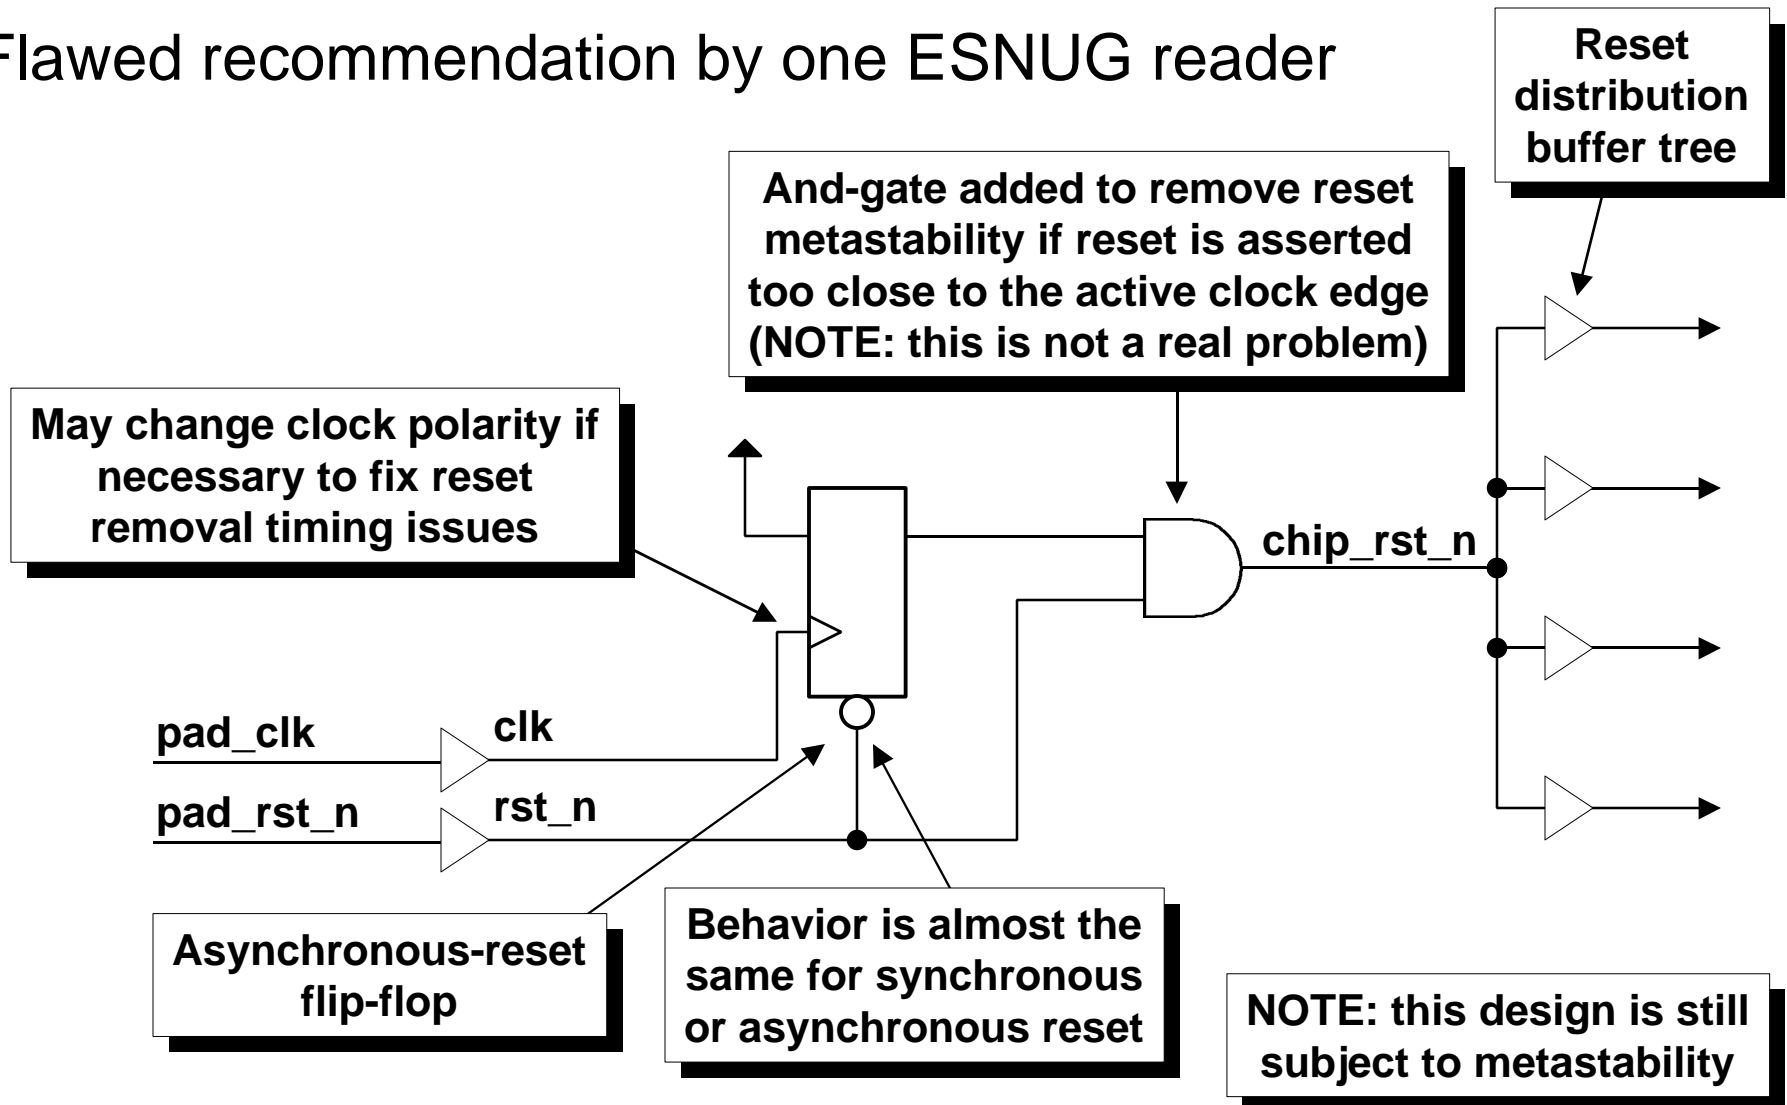 Flawed recommendation by one ESNUG reader
Reset
distribution
buffer tree
And-gate added to remove reset
metastability if reset is asserted
too close to the active clock edge
(NOTE: this is not a real problem)
May change clock polarity if
necessary to fix reset
removal timing issues
chip_rst_n
pad_clk
clk
pad_rst_n
rst_n
Asynchronous-reset
flip-flop
Behavior is almost the
same for synchronous
or asynchronous reset
NOTE: this design is still
subject to metastability